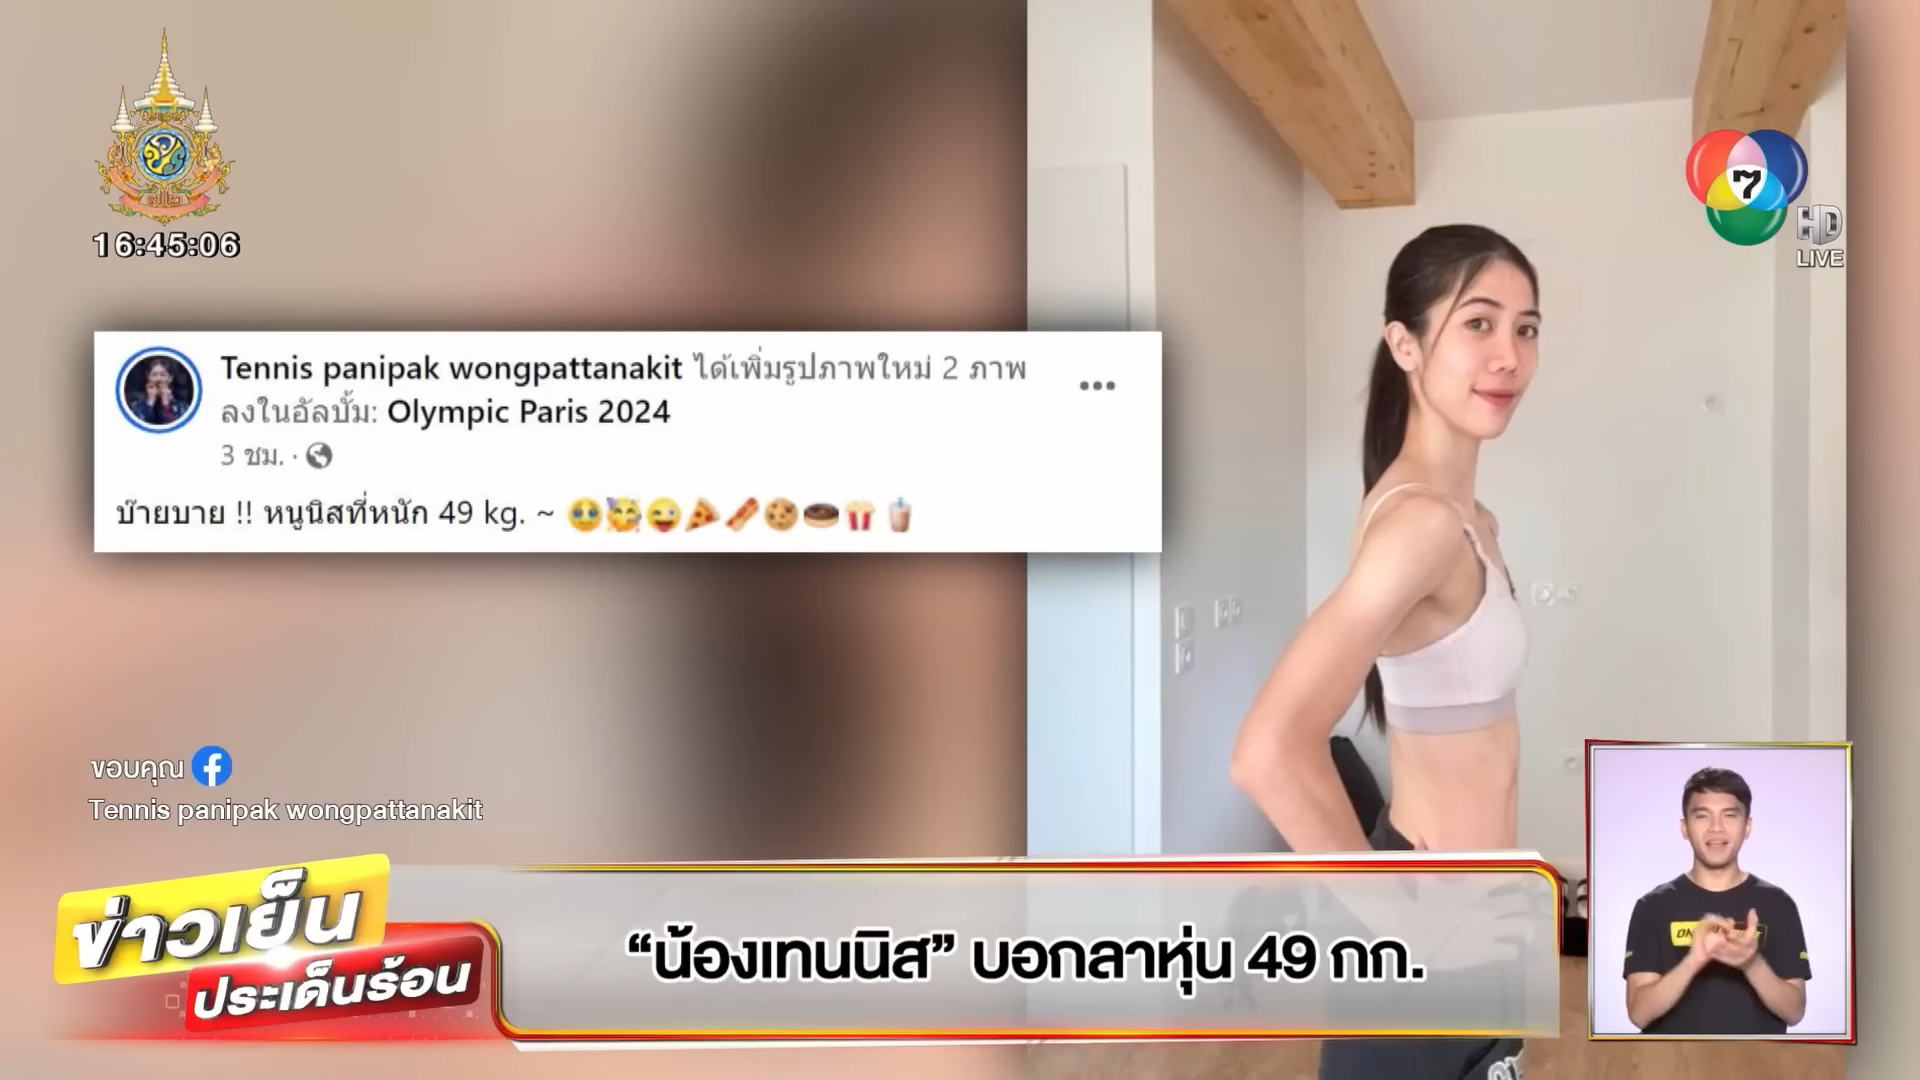 16:45:06
7
HD
LIVE
Tennis panipak wongpattanakit ได้เพิ่มรูปภาพใหม่ 2 ภาพ
ลงในอัลบั้ม: Olympic Paris 2024
3 ชม. ·
บ๊ายบาย !! หนูนิสที่หนัก 49 kg. ~
ขอบคุณ
Tennis panipak wongpattanakit
ข่าวเย็น
ประเด็นร้อน
“น้องเทนนิส” บอกลาหุ่น 49 กก.